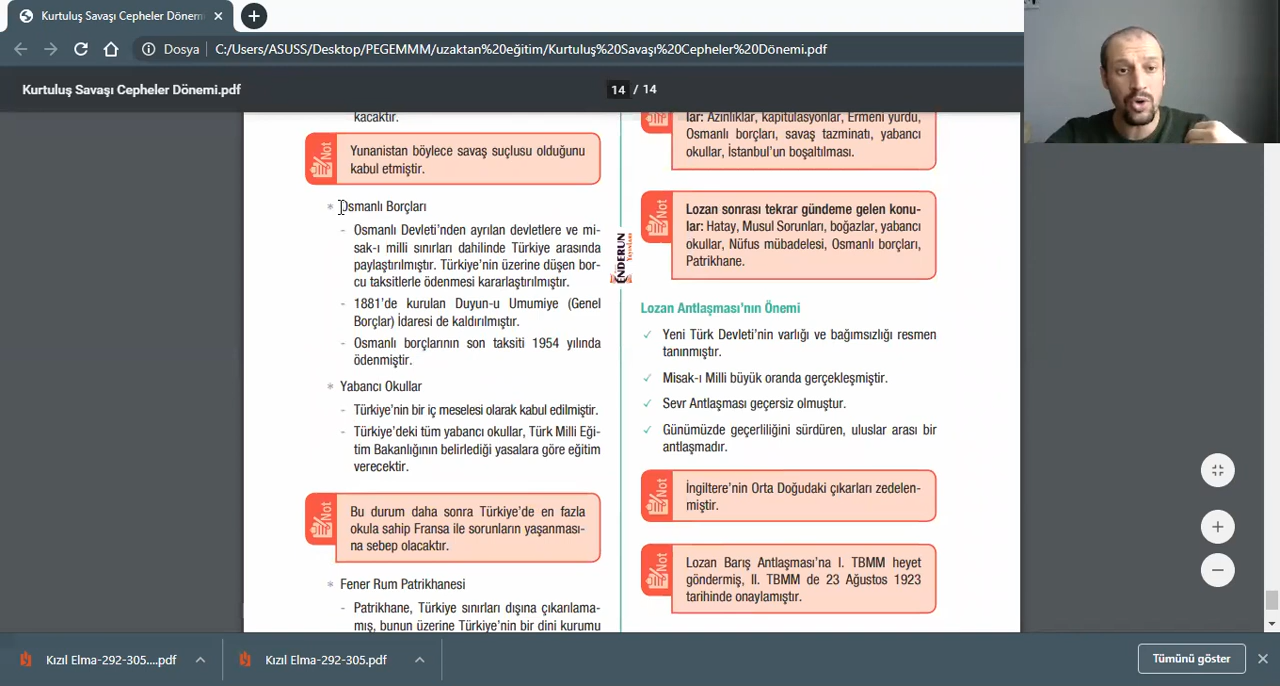 Kurtuluş Savaşı Cepheler Dönem
Dosya
C:/Users/ASUSS/Desktop/PEGEMMM/uzaktan%20eğitim/Kurtuluş%20Savaşı%20Cepheler%20Dönemi.pdf
Kurtuluş Savaşı Cepheler Dönemi.pdf
14 / 14
kacaktır.
Not
Yunanistan böylece savaş suçlusu olduğunu
kabul etmiştir.
* Osmanlı Borçları
- Osmanlı Devleti'nden ayrılan devletlere ve mi-
sak-ı milli sınırları dahilinde Türkiye arasında
paylaştırılmıştır. Türkiye'nin üzerine düşen bor-
cu taksitlerle ödenmesi kararlaştırılmıştır.
- 1881'de kurulan Duyun-u Umumiye (Genel
Borçlar) İdaresi de kaldırılmıştır.
- Osmanlı borçlarının son taksiti 1954 yılında
ödenmiştir.
* Yabancı Okullar
- Türkiye'nin bir iç meselesi olarak kabul edilmiştir.
- Türkiye'deki tüm yabancı okullar, Türk Milli Eği-
tim Bakanlığının belirlediği yasalara göre eğitim
verecektir.
Not
Bu durum daha sonra Türkiye'de en fazla
okula sahip Fransa ile sorunların yaşanması-
na sebep olacaktır.
* Fener Rum Patrikhanesi
- Patrikhane, Türkiye sınırları dışına çıkarılama-
mış, bunun üzerine Türkiye'nin bir dini kurumu
ENDERUN
Yayınları
lar: Azınlıklar, kapitülasyonlar, Ermeni yurdu,
Osmanlı borçları, savaş tazminatı, yabancı
okullar, İstanbul'un boşaltılması.
Not
Lozan sonrası tekrar gündeme gelen konu-
lar: Hatay, Musul Sorunları, boğazlar, yabancı
okullar, Nüfus mübadelesi, Osmanlı borçları,
Patrikhane.
Lozan Antlaşması'nın Önemi
✓ Yeni Türk Devleti'nin varlığı ve bağımsızlığı resmen
tanınmıştır.
✓ Misak-ı Milli büyük oranda gerçekleşmiştir.
✓ Sevr Antlaşması geçersiz olmuştur.
✓ Günümüzde geçerliliğini sürdüren, uluslar arası bir
antlaşmadır.
Not
İngiltere'nin Orta Doğudaki çıkarları zedelen-
miştir.
Not
Lozan Barış Antlaşması'na I. TBMM heyet
göndermiş, II. TBMM de 23 Ağustos 1923
tarihinde onaylamıştır.
Kızıl Elma-292-305....pdf
Kızıl Elma-292-305.pdf
Tümünü göster